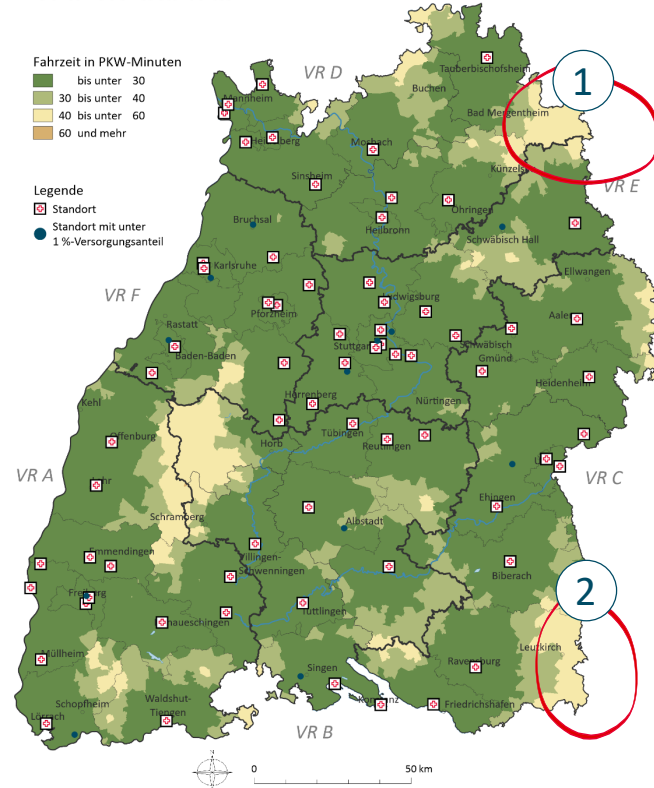 Fahrzeit in PKW-Minuten
bis unter 30
30 bis unter 40
40 bis unter 60
60 und mehr
Legende
Standort
Standort mit unter
1 %-Versorgungsanteil
VR D
Tauberbischofsheim
1
Buchen
Mannheim
Bad Mergentheim
Heidelberg
Mosbach
Künzels
Sinsheim
VR E
Öhringen
Bruchsal
Heilbronn
Schwäbisch Hall
Karlsruhe
Ellwangen
VR F
Ludwigsburg
Pforzheim
Aalen
Rastatt
Stuttgart
Schwäbisch
Gmünd
Baden-Baden
Heidenheim
Kehl
Herrenberg
Nürtingen
Tübingen
Offenburg
Horb
Reutlingen
VR A
VR C
Ehingen
Schramberg
Albstadt
Emmendingen
Villingen-
Schwenningen
Biberach
2
Freiburg
Tuttlingen
Donaueschingen
Leutkirch
Müllheim
Singen
Ravensburg
Waldshut-
Tiengen
Schopfheim
Konstanz
Friedrichshafen
Lörrach
VR B
0
50 km